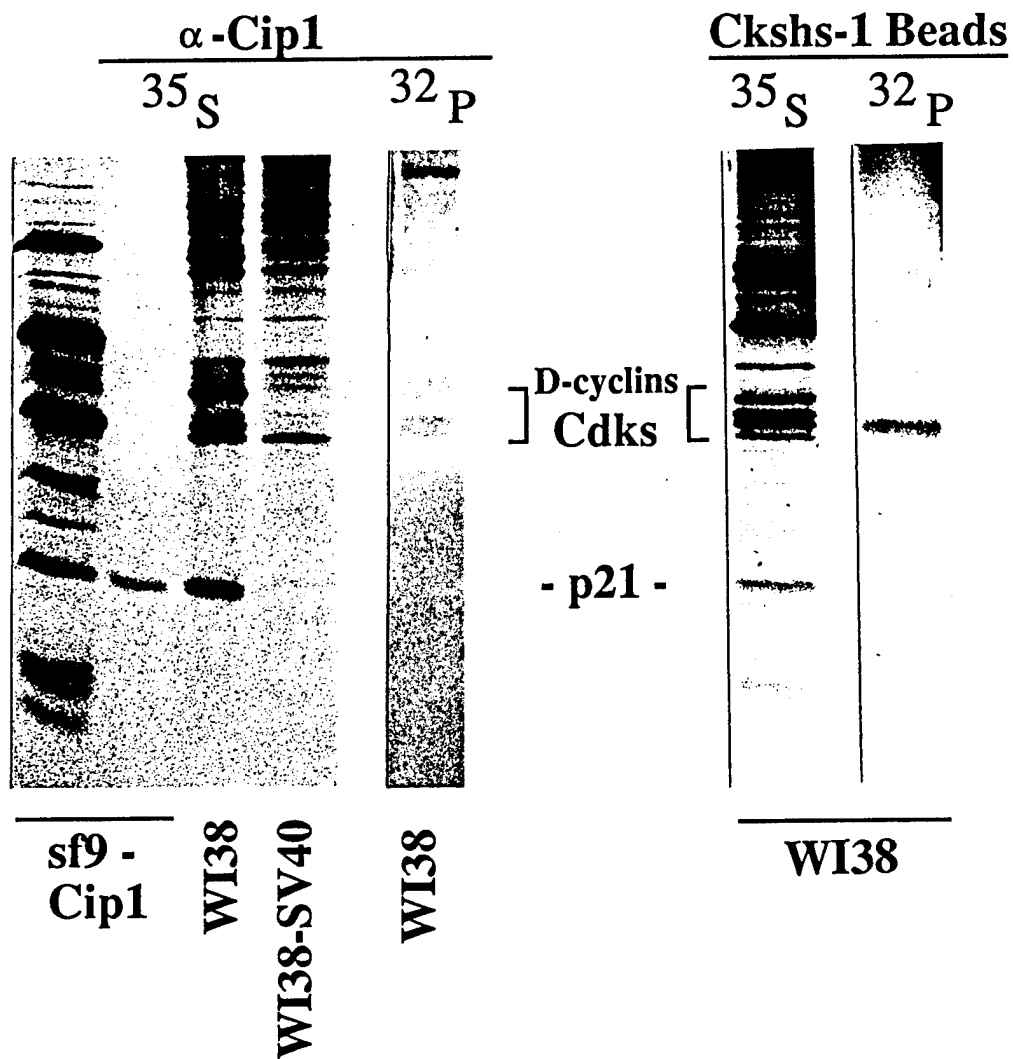 α-Cip1
Ckshs-1 Beads
35S
32P
35S
32P
D-cyclins
Cdks
- p21 -
sf9 -
Cip1
WI38
WI38-SV40
WI38
WI38